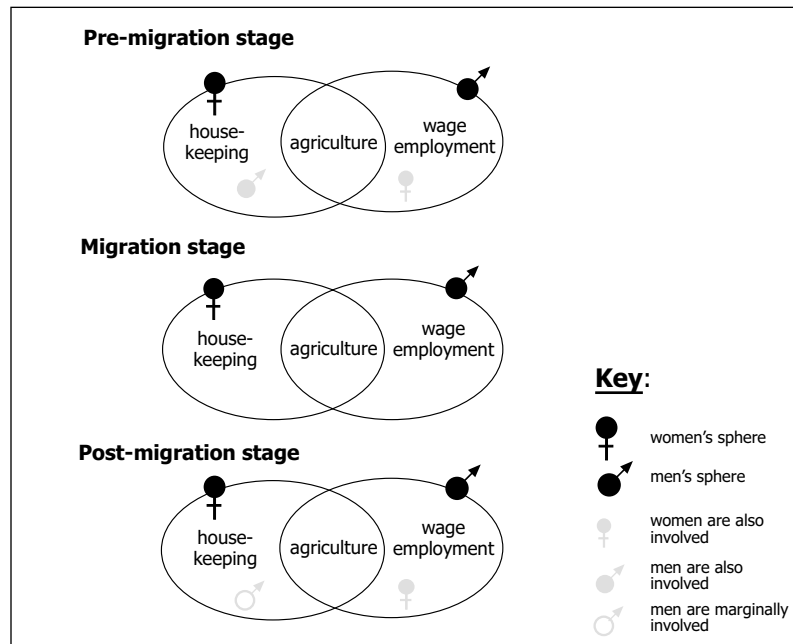 Pre-migration stage
house-
keeping
agriculture
wage
employment
Migration stage
house-
keeping
agriculture
wage
employment
Post-migration stage
house-
keeping
agriculture
wage
employment
Key:
women's sphere
men's sphere
women are also
involved
men are also
involved
men are marginally
involved